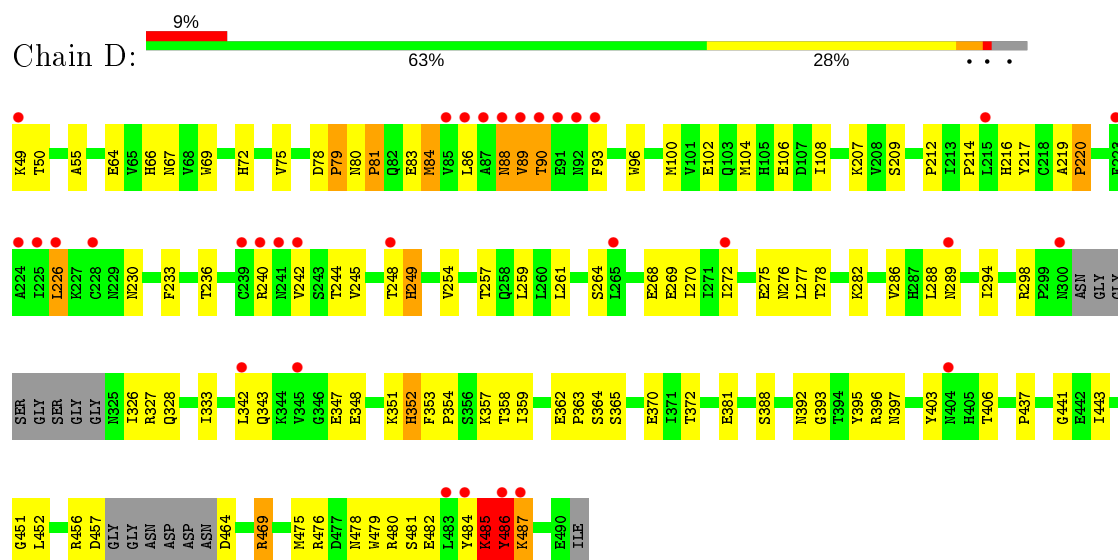 9%
Chain D:
63% 28%
K49 T50 A55 E64 V65 H66 N67 V68 W69 H72 V75 D78 P79 N80 P81 Q82 E83 M84 V85 L86 A87 N88 V89 T90 E91 N92 F93 W96 M100 V101 E102 Q103 M104 H105 E106 D107 I108 K207 V208 S209 P212 I213 P214 L215 H216 Y217 C218 A219 P220 F223
A224 I225 L226 K227 C228 N229 N230 F233 T236 C239 R240 N241 V242 S243 T244 V245 T248 H249 V254 T257 Q258 L259 L260 L261 S264 L265 E268 E269 I270 I271 I272 E275 N276 L277 T278 K282 V286 H287 L288 N289 I294 R298 P299 N300 ASN GLY GLY
SER GLY SER GLY GLY N325 I326 R327 Q328 I333 L342 Q343 K344 V345 G346 E347 E348 K351 H352 F353 P354 S356 K357 T358 I359 E362 P363 S364 S365 E370 I371 T372 E381 S388 N392 G393 T394 Y395 R396 N397 Y403 N404 H405 T406 P437 G441 E442 I443
G451 L452 R456 D457 GLY GLY ASN ASP ASP ASN D464 R469 M475 R476 D477 N478 W479 R480 S481 E482 L483 Y484 K485 Y486 K487 E490 ILE